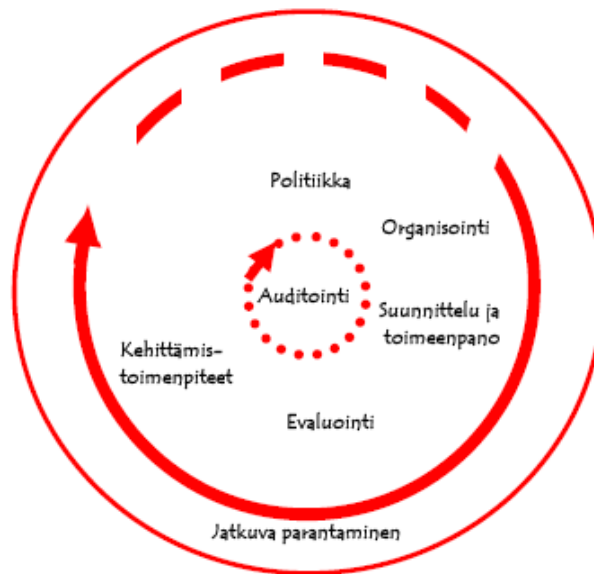 Politiikka
Organisointi
Auditointi
Suunnittelu ja
toimeenpano
Kehittämis-
toimenpiteet
Evaluointi
Jatkuva parantaminen